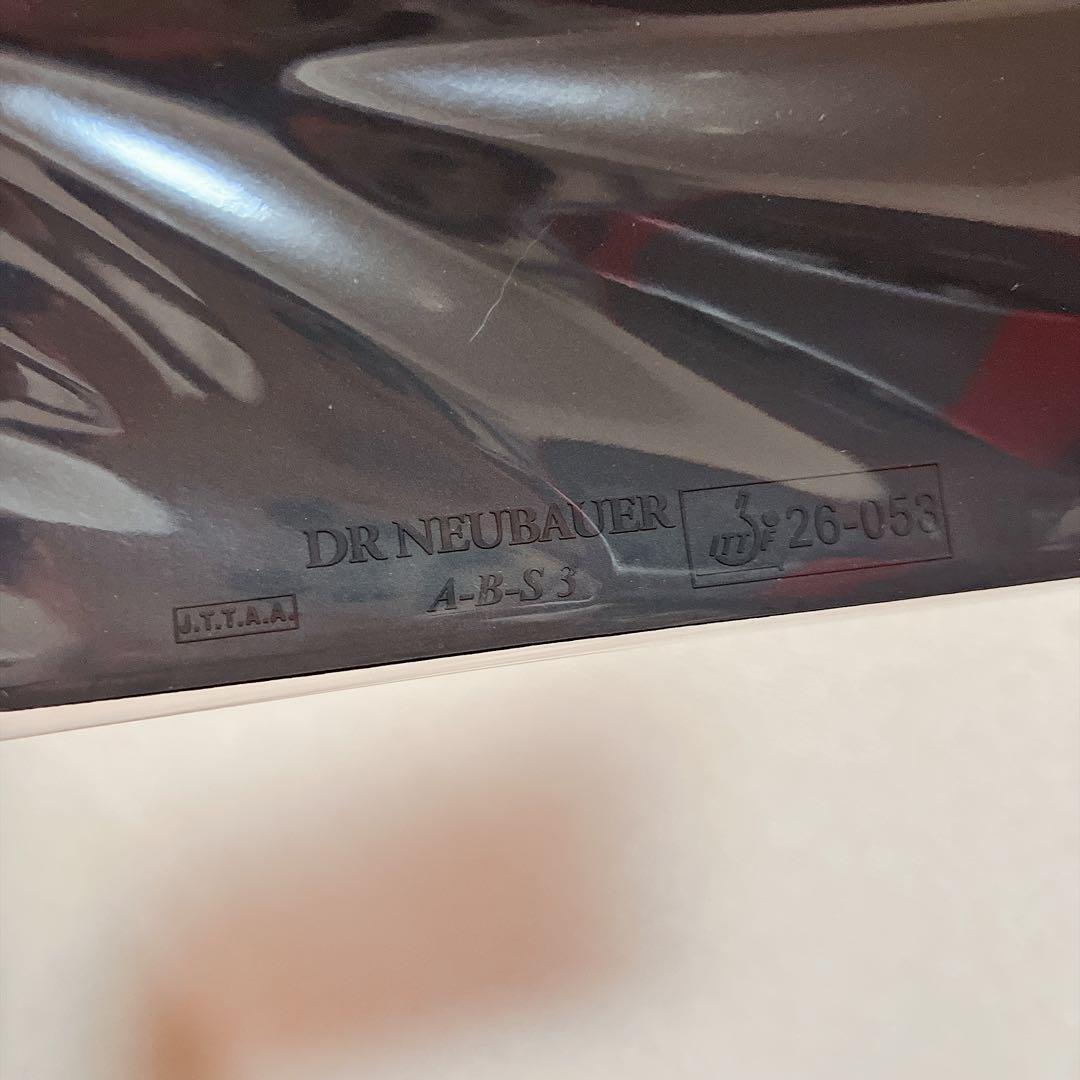 DR NEUBAUER
A-B-S 3
ITTF 26-053
J.T.T.A.A.